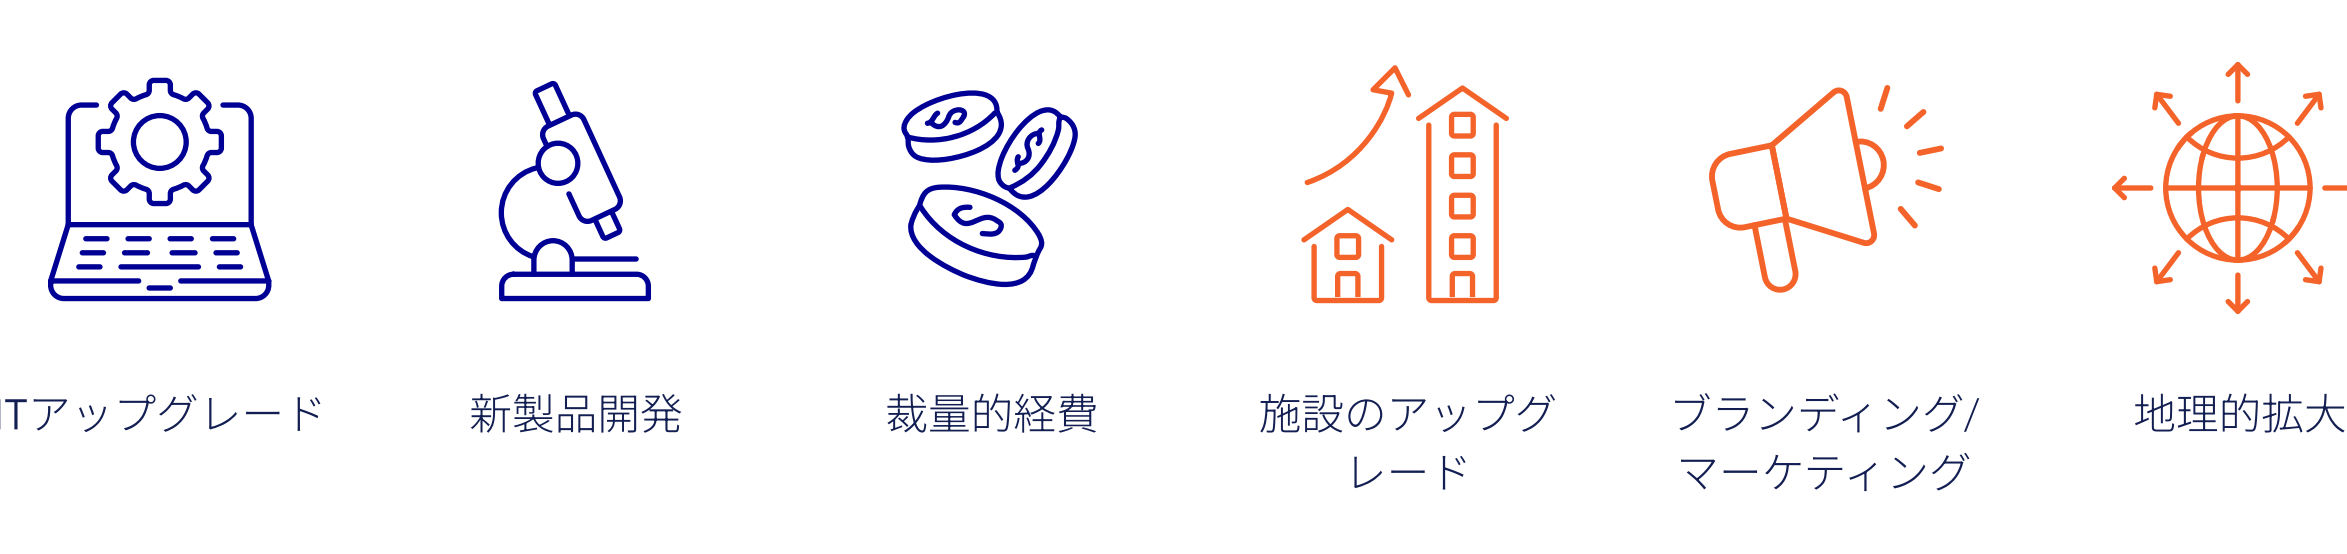 ITアップグレード
新製品開発
裁量的経費
施設のアップグ
レード
ブランディング/
マーケティング
地理的拡大